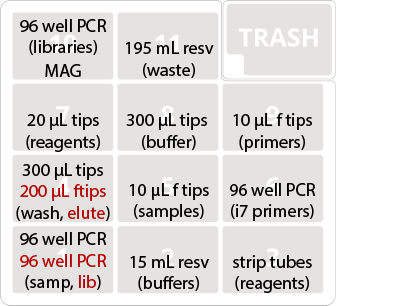 96 well PCR
(libraries)
MAG
10
195 mL resv
(waste)
11
TRASH
20 µL tips
(reagents)
7
300 µL tips
(buffer)
8
10 µL f tips
(primers)
9
300 µL tips
200 µL ftips
(wash, elute)
4
10 µL f tips
(samples)
5
96 well PCR
(i7 primers)
6
96 well PCR
96 well PCR
(samp, lib)
1
15 mL resv
(buffers)
2
strip tubes
(reagents)
3